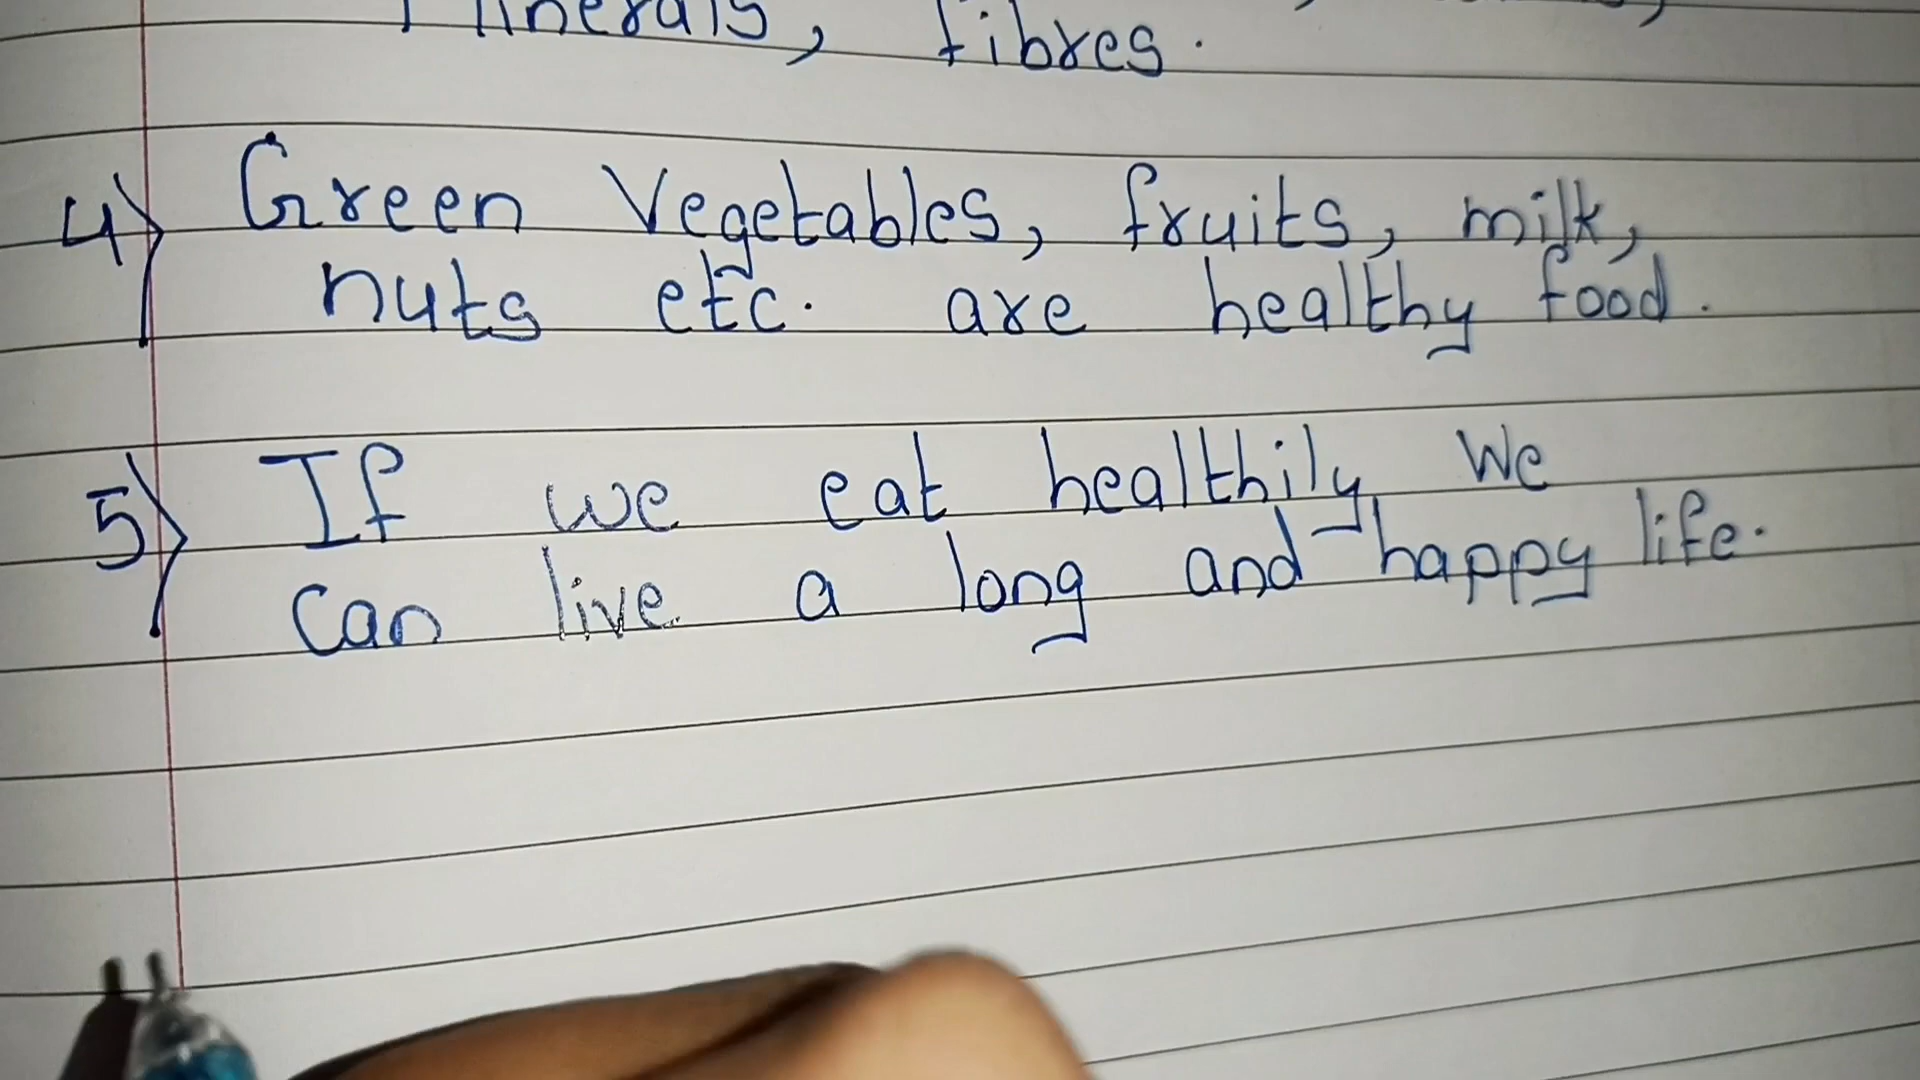 minerals, fibres.
4) Green Vegetables, fruits, milk,
nuts etc. are healthy food.
5) If we eat healthily We
can live a long and happy life.